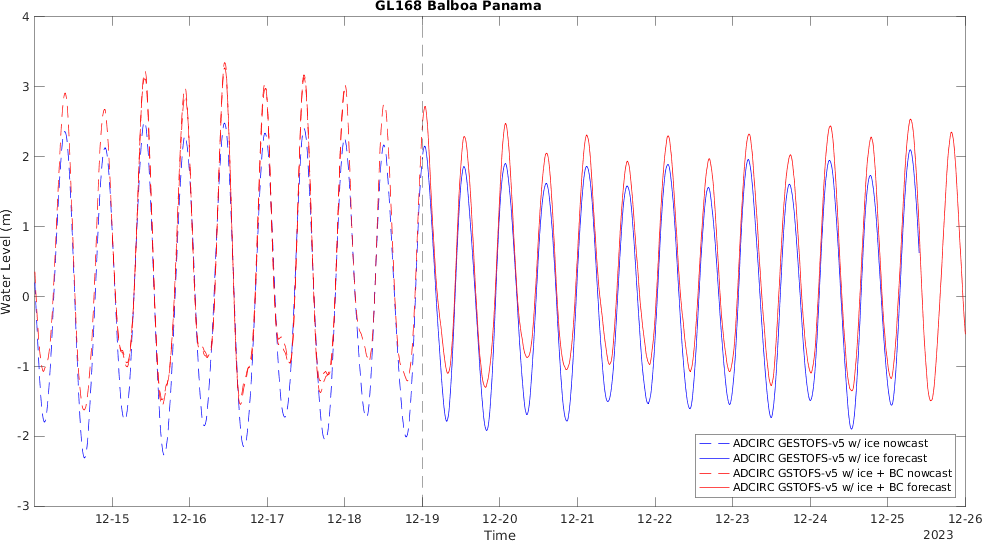 GL168 Balboa Panama
4
3
2
1
0
-1
-2
-3
Water Level (m)
ADCIRC GESTOFS-v5 w/ ice nowcast
ADCIRC GESTOFS-v5 w/ ice forecast
ADCIRC GSTOFS-v5 w/ ice + BC nowcast
ADCIRC GSTOFS-v5 w/ ice + BC forecast
12-15 12-16 12-17 12-18 12-19 12-20 12-21 12-22 12-23 12-24 12-25 12-26
Time
2023